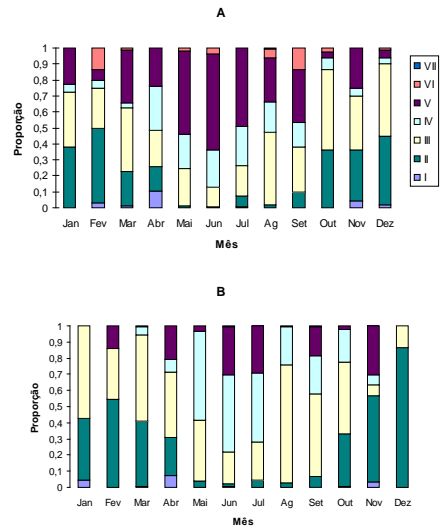 A
Proporção
1
0,9
0,8
0,7
0,6
0,5
0,4
0,3
0,2
0,1
0
Jan Fev Mar Abr Mai Jun Jul Ag Set Out Nov Dez
Mês
VII
VI
V
IV
III
II
I
B
Proporção
1
0,9
0,8
0,7
0,6
0,5
0,4
0,3
0,2
0,1
0
Jan Fev Mar Abr Mai Jun Jul Ag Set Out Nov Dez
Mês